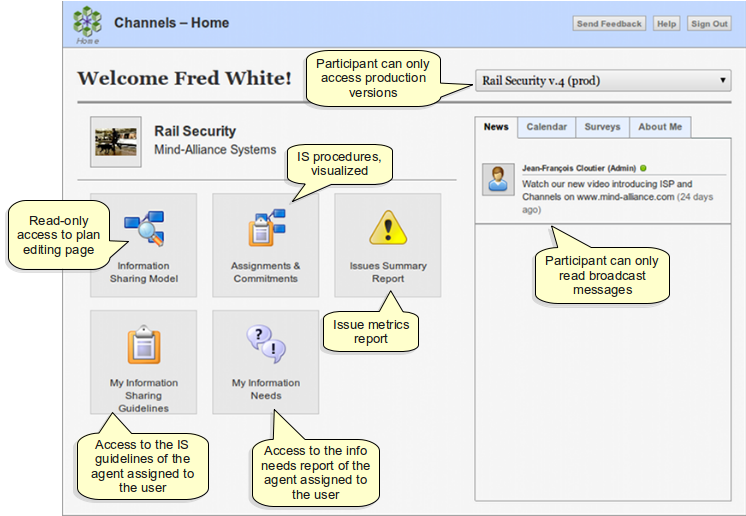 Channels – Home
Send Feedback
Help
Sign Out
Home
Welcome Fred White!
Participant can only
access production
versions
Rail Security v.4 (prod)
Rail Security
Mind-Alliance Systems
IS procedures,
visualized
News
Calendar
Surveys
About Me
Jean-François Cloutier (Admin)
Watch our new video introducing ISP and
Channels on www.mind-alliance.com (24 days
ago)
Read-only
access to plan
editing page
Information
Sharing Model
Assignments &
Commitments
Issues Summary
Report
Participant can only
read broadcast
messages
Issue metrics
report
My Information
Sharing
Guidelines
My Information
Needs
Access to the IS
guidelines of the
agent assigned to
the user
Access to the info
needs report of the
agent assigned to
the user